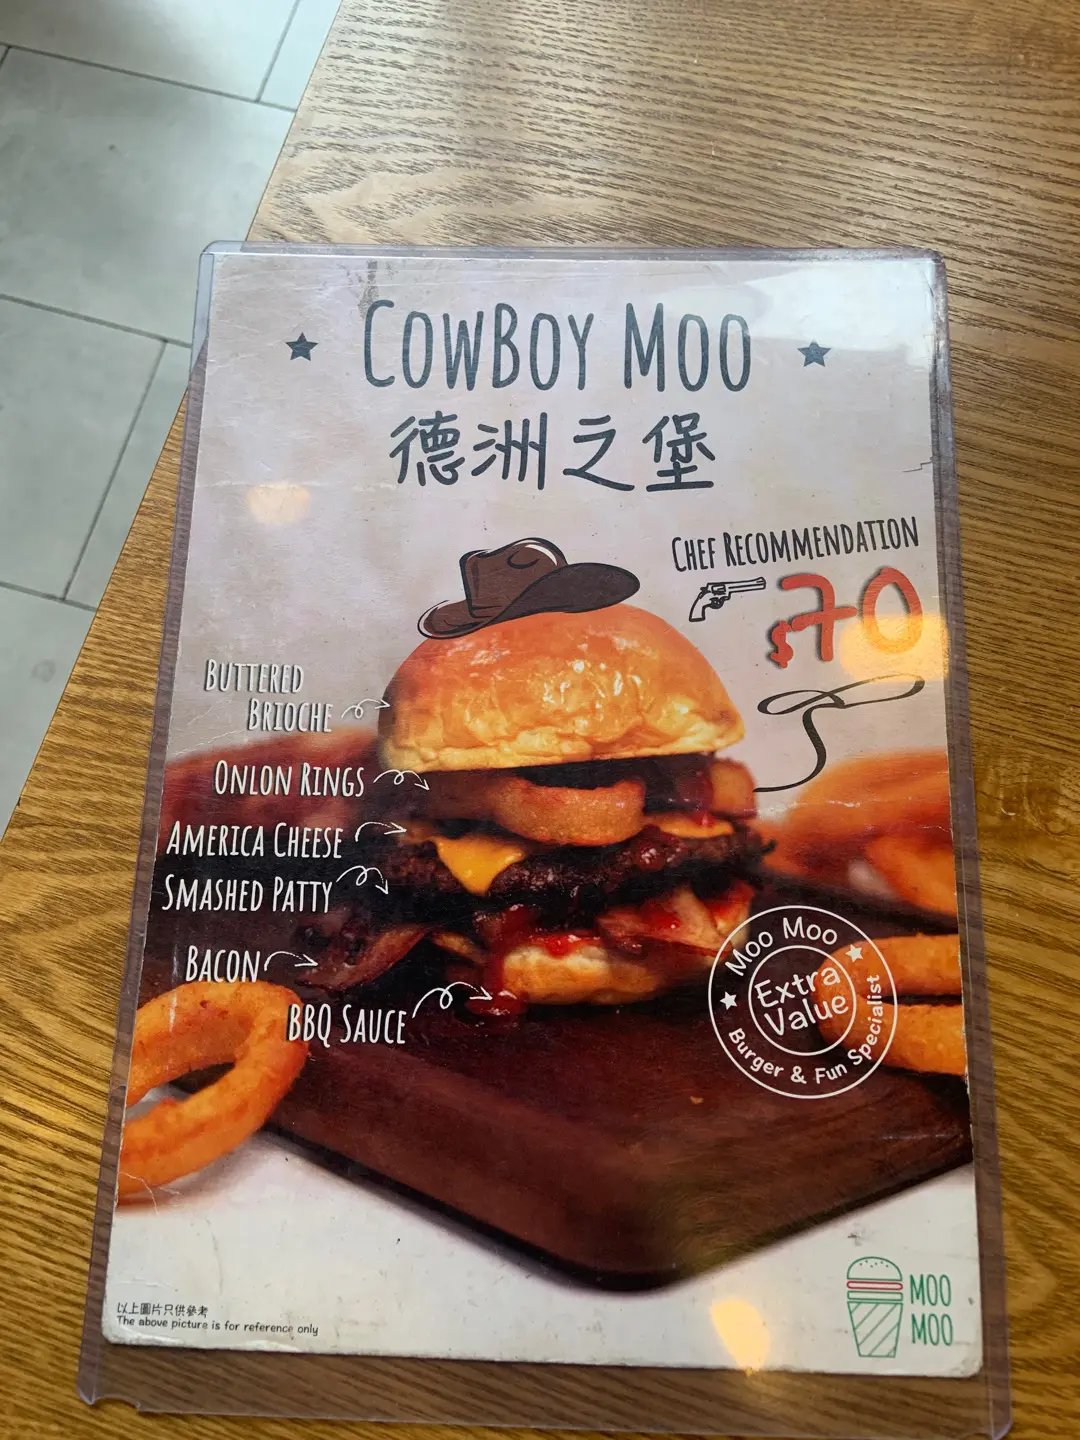 COWBOY MOO
德洲之堡
CHEF RECOMMENDATION
$70
BUTTERED
BRIOCHE
ONLON RINGS
AMERICA CHEESE
SMASHED PATTY
BACON
BBQ SAUCE
Moo Moo
Extra
Value
Burger & Fun Specialist
以上圖片只供參考
The above picture is for reference only
MOO
MOO